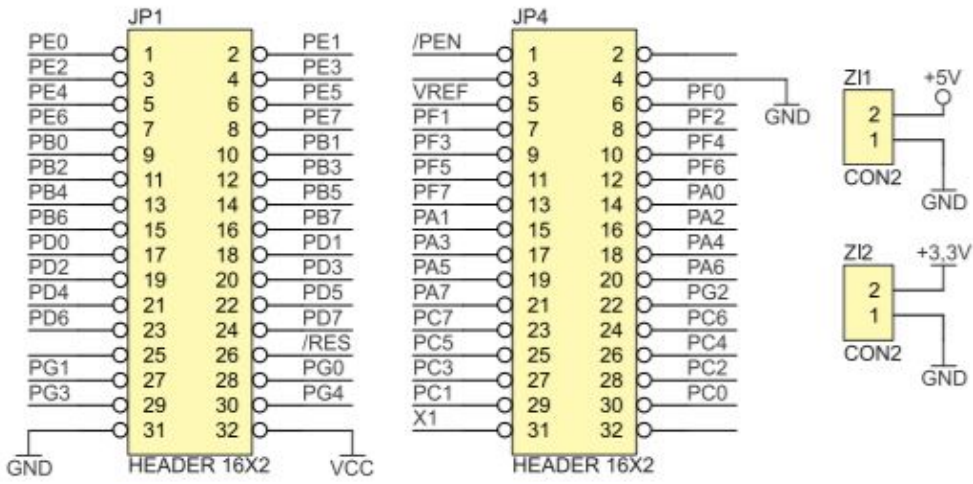 JP1
PE0 1 2 PE1
PE2 3 4 PE3
PE4 5 6 PE5
PE6 7 8 PE7
PB0 9 10 PB1
PB2 11 12 PB3
PB4 13 14 PB5
PB6 15 16 PB7
PD0 17 18 PD1
PD2 19 20 PD3
PD4 21 22 PD5
PD6 23 24 PD7
25 26 /RES
PG1 27 28 PG0
PG3 29 30 PG4
31 32
GND HEADER 16X2 VCC
JP4
/PEN 1 2
3 4
GND
VREF 5 6 PF0
PF1 7 8 PF2
PF3 9 10 PF4
PF5 11 12 PF6
PF7 13 14 PA0
PA1 15 16 PA2
PA3 17 18 PA4
PA5 19 20 PA6
PA7 21 22 PG2
PC7 23 24 PC6
PC5 25 26 PC4
PC3 27 28 PC2
PC1 29 30 PC0
X1 31 32
HEADER 16X2
ZI1 +5V
2
1
CON2
GND
ZI2 +3,3V
2
1
CON2
GND